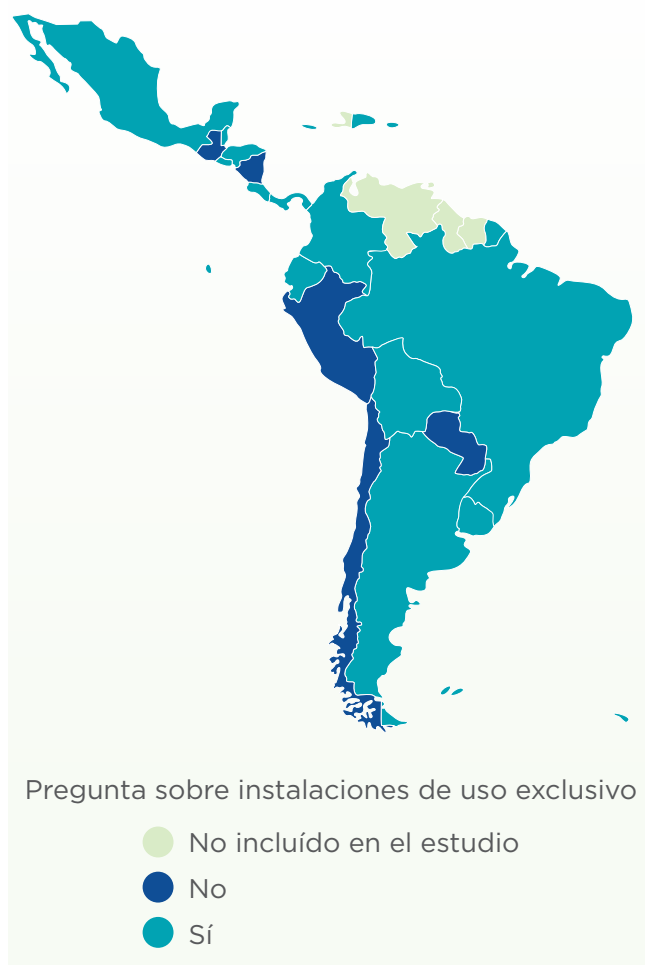 Pregunta sobre instalaciones de uso exclusivo
No incluído en el estudio
No
Sí